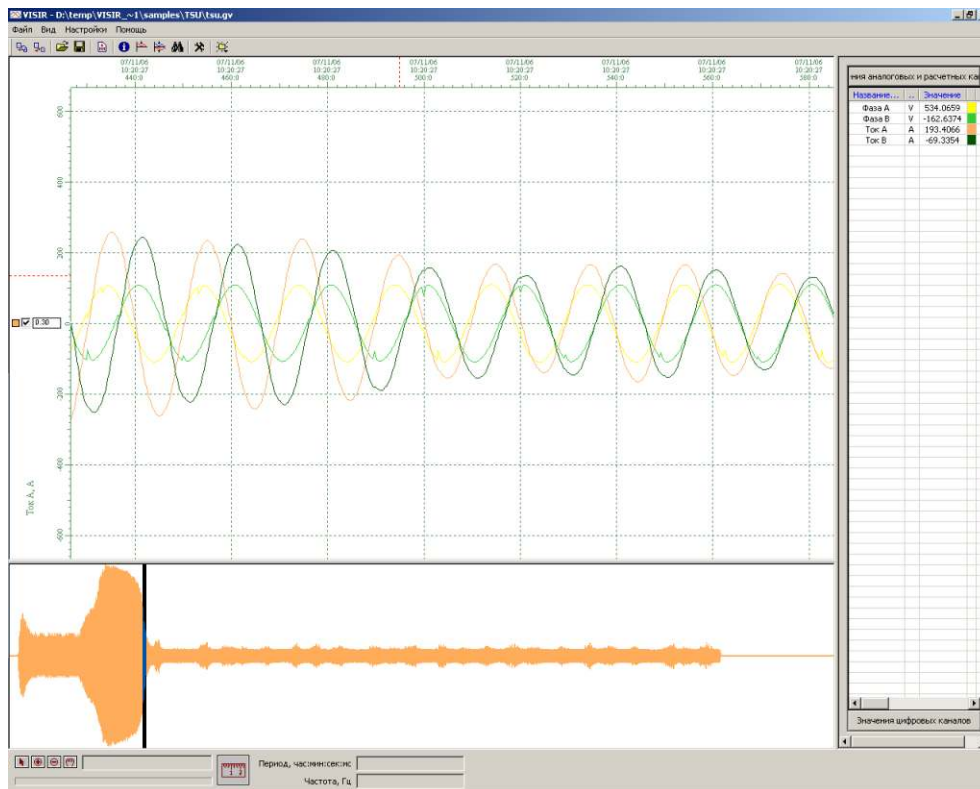 VISIR - D:\temp\VISIR_~1\samples\TSU\tsu.gv
Файл Вид Настройки Помощь
07/11/06 07/11/06 07/11/06 07/11/06 07/11/06 07/11/06 07/11/06 07/11/06
10:20:27 10:20:27 10:20:27 10:20:27 10:20:27 10:20:27 10:20:27 10:20:27
440:0 460:0 480:0 500:0 520:0 540:0 560:0 580:0
600
400
200
0
-200
-400
-600
0.30
Ток А, А
ния аналоговых и расчетных ка
Название... .. Значение
Фаза А V 534.0659
Фаза В V -162.6374
Ток А А 193.4066
Ток В А -69.3354
Значения цифровых каналов
Период, час:мин:сек:мс
Частота, Гц